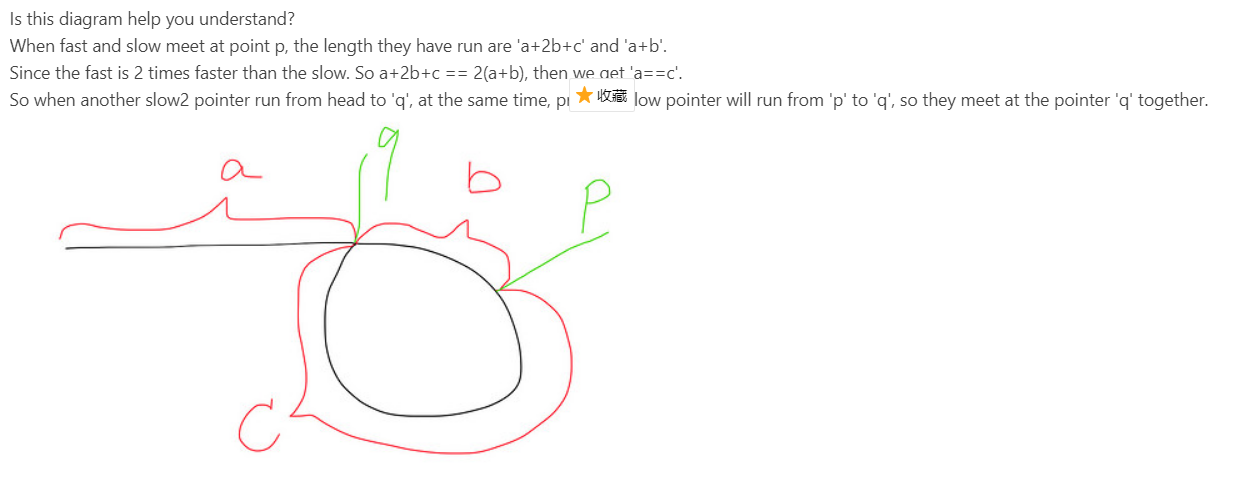 Is this diagram help you understand?
When fast and slow meet at point p, the length they have run are 'a+2b+c' and 'a+b'.
Since the fast is 2 times faster than the slow. So a+2b+c == 2(a+b), then we get 'a==c'.
So when another slow2 pointer run from head to 'q', at the same time, 收藏 pointer will run from 'p' to 'q', so they meet at the pointer 'q' together.
q
a
b
p
C